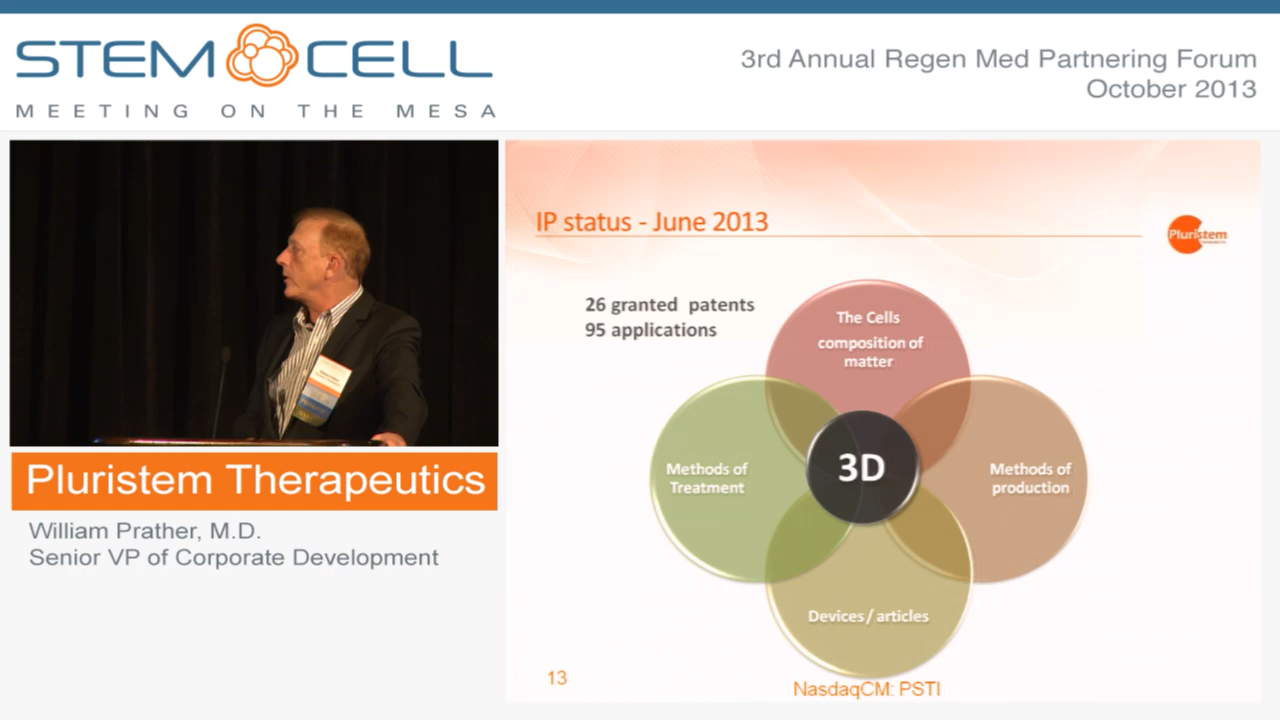 STEM CELL
MEETING ON THE MESA
3rd Annual Regen Med Partnering Forum
October 2013
IP status - June 2013
Pluristem
26 granted patents
95 applications
The Cells
composition of
matter
Methods of
Treatment
3D
Methods of
production
Devices / articles
13
NasdaqCM: PSTI
Pluristem Therapeutics
William Prather, M.D.
Senior VP of Corporate Development